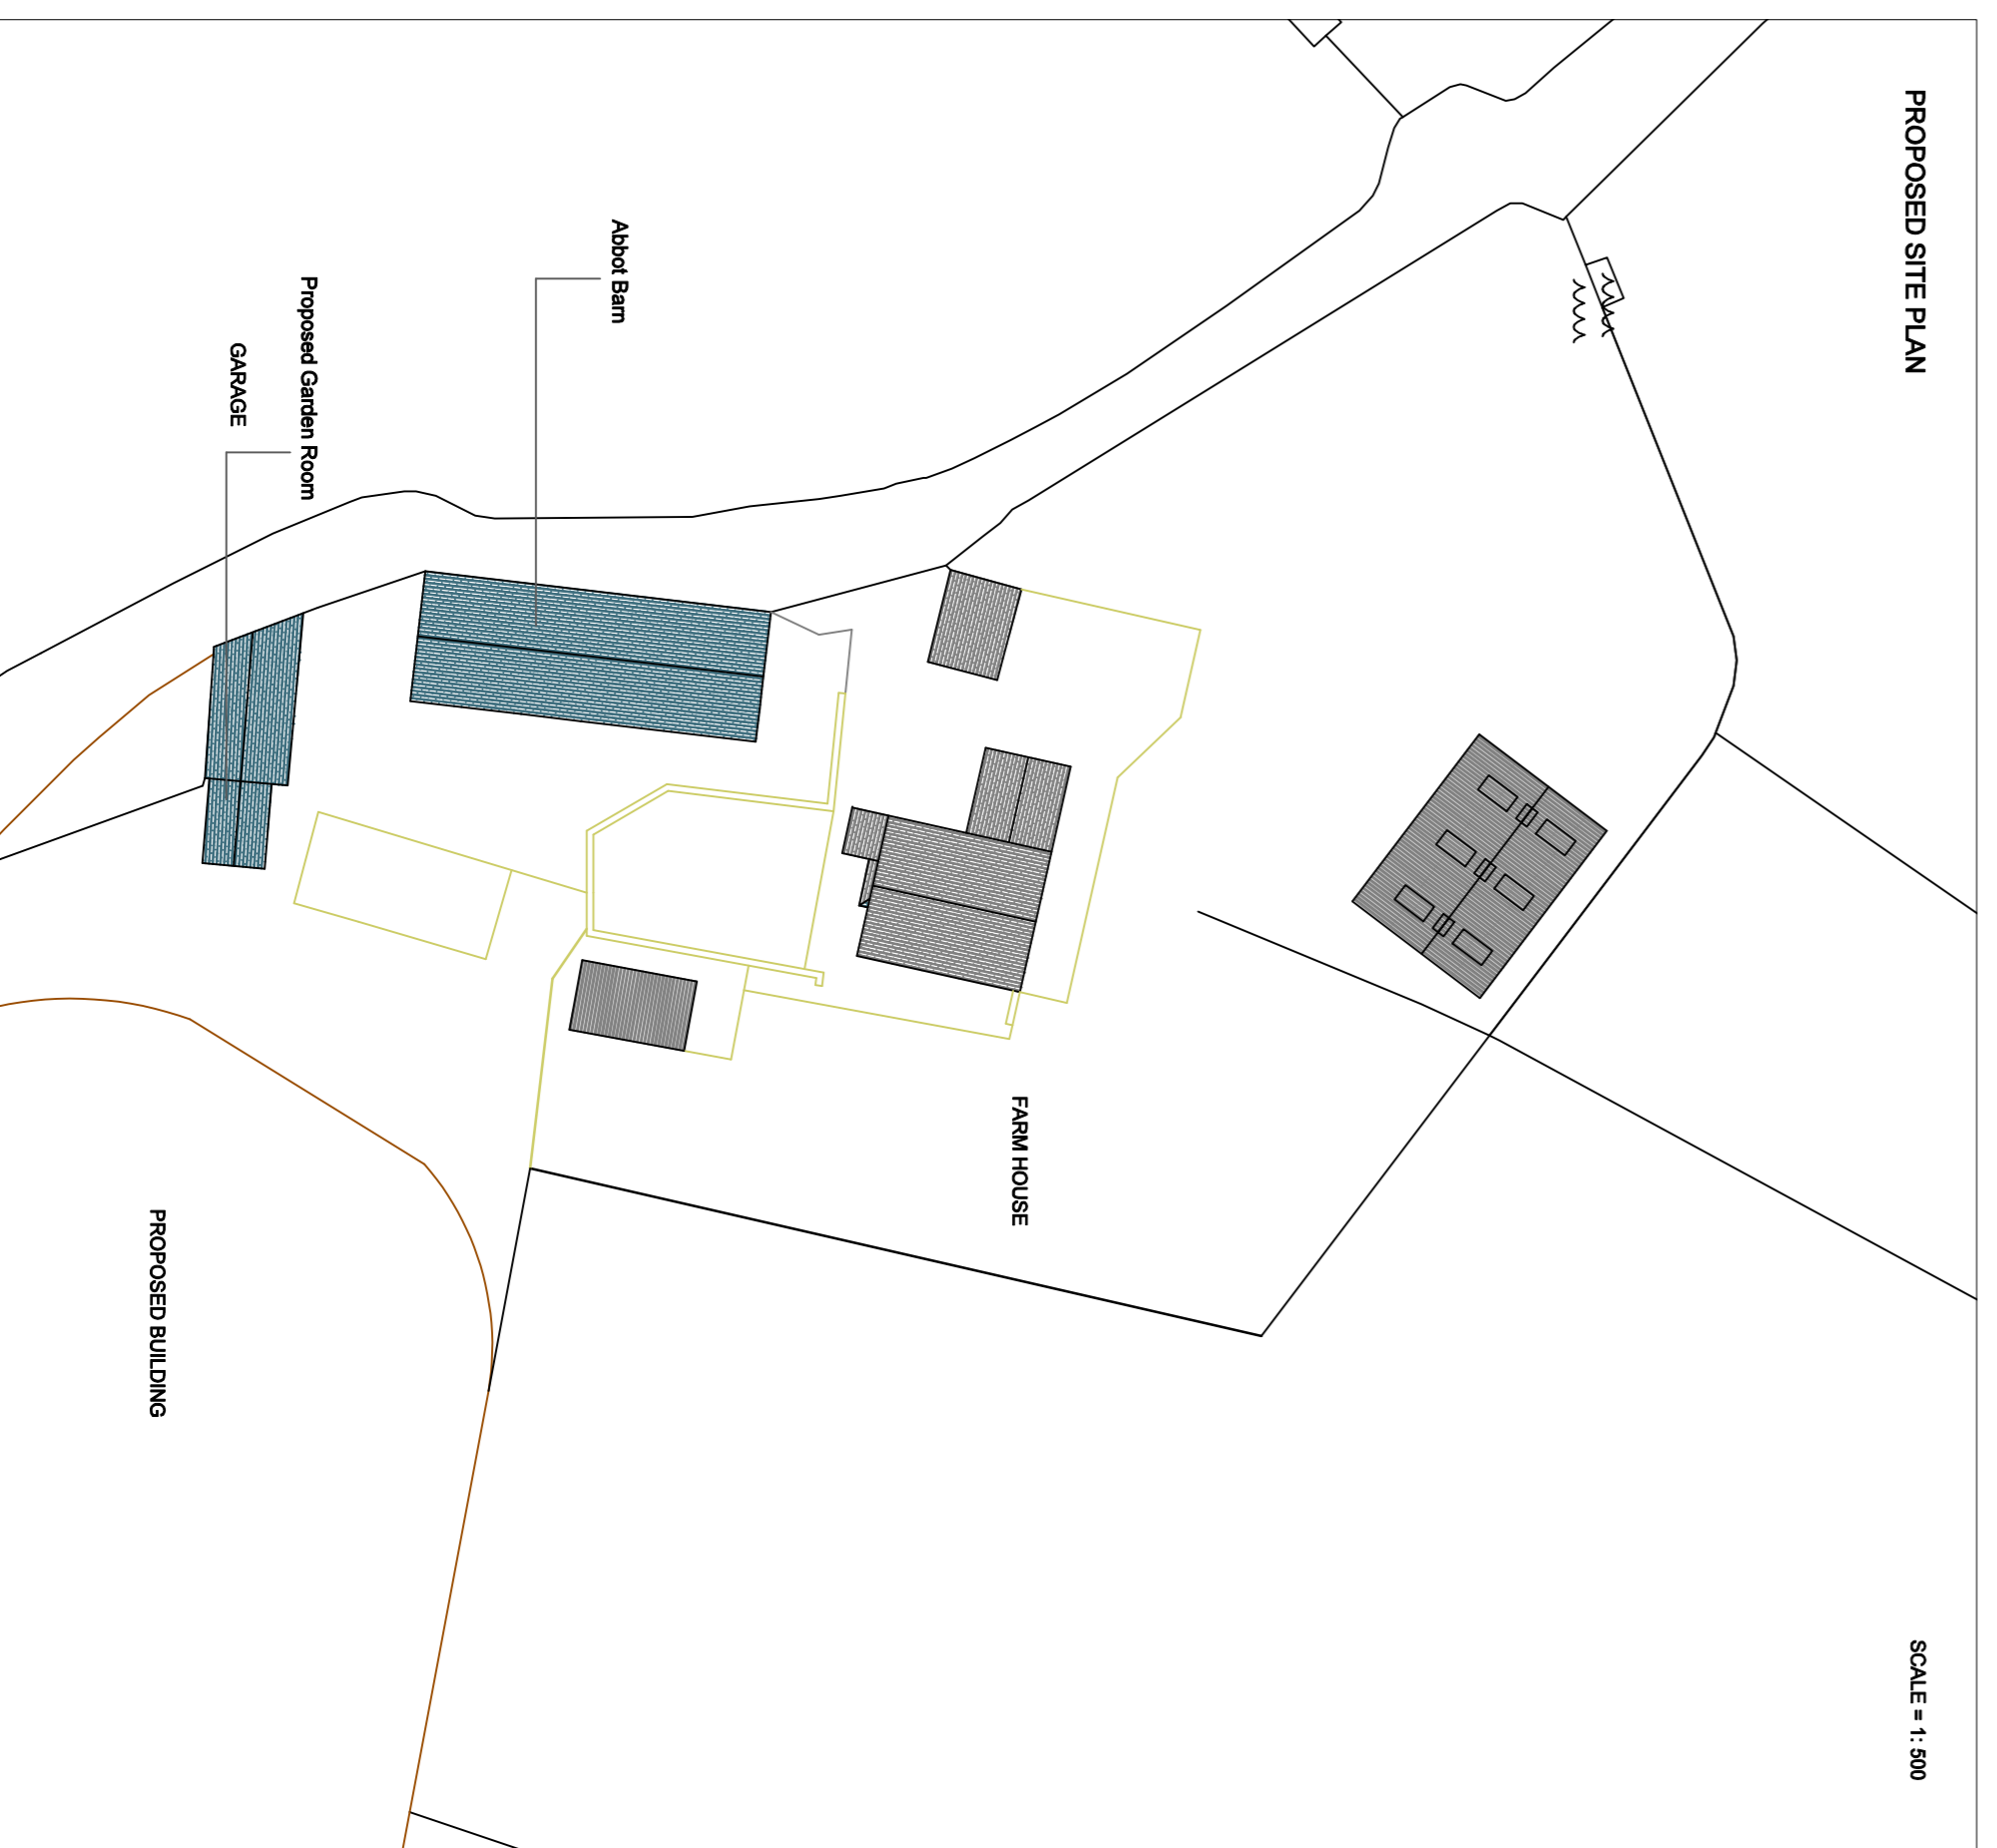 PROPOSED SITE PLAN
SCALE = 1: 500
Abbot Barn
FARM HOUSE
Proposed Garden Room
GARAGE
PROPOSED BUILDING